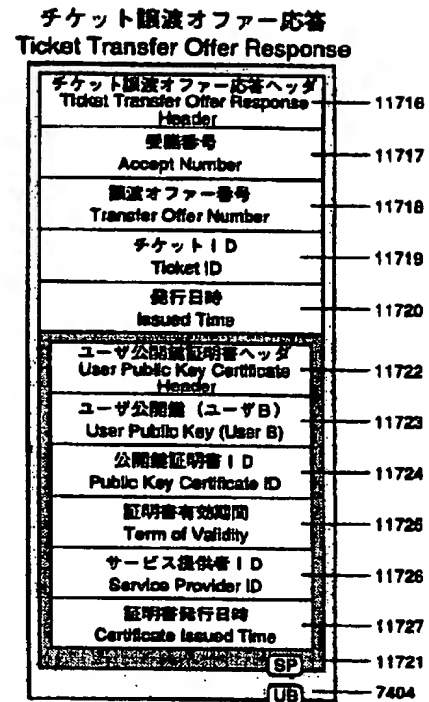 チケット譲渡オファー応答
Ticket Transfer Offer Response
チケット譲渡オファー応答ヘッダ
Ticket Transfer Offer Response
Header
11716
受諾番号
Accept Number
11717
譲渡オファー番号
Transfer Offer Number
11718
チケットID
Ticket ID
11719
発行日時
Issued Time
11720
ユーザ公開鍵証明書ヘッダ
User Public Key Certificate
Header
11722
ユーザ公開鍵（ユーザB）
User Public Key (User B)
11723
公開鍵証明書ID
Public Key Certificate ID
11724
証明書有効期間
Term of Validity
11725
サービス提供者ID
Service Provider ID
11726
証明書発行日時
Certificate Issued Time
11727
SP
11721
UB
7404